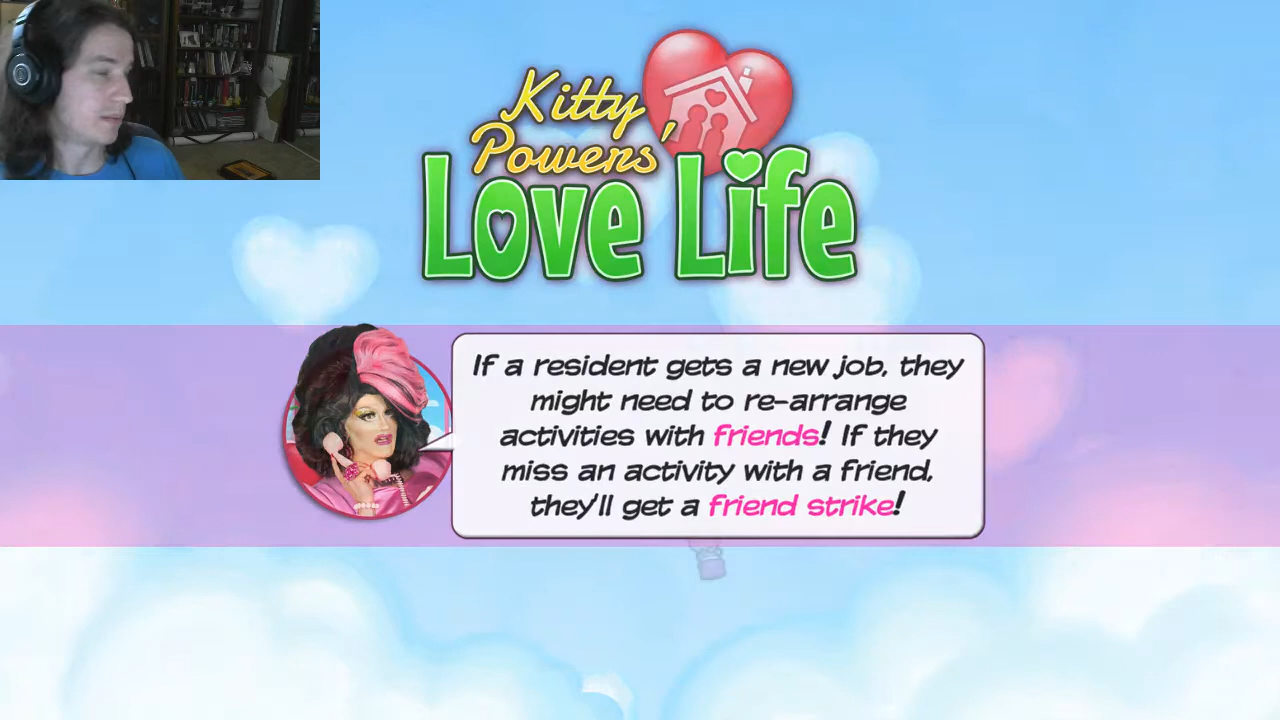 Kitty
Powers'
Love Life
If a resident gets a new job, they
might need to re-arrange
activities with friends! If they
miss an activity with a friend,
they'll get a friend strike!